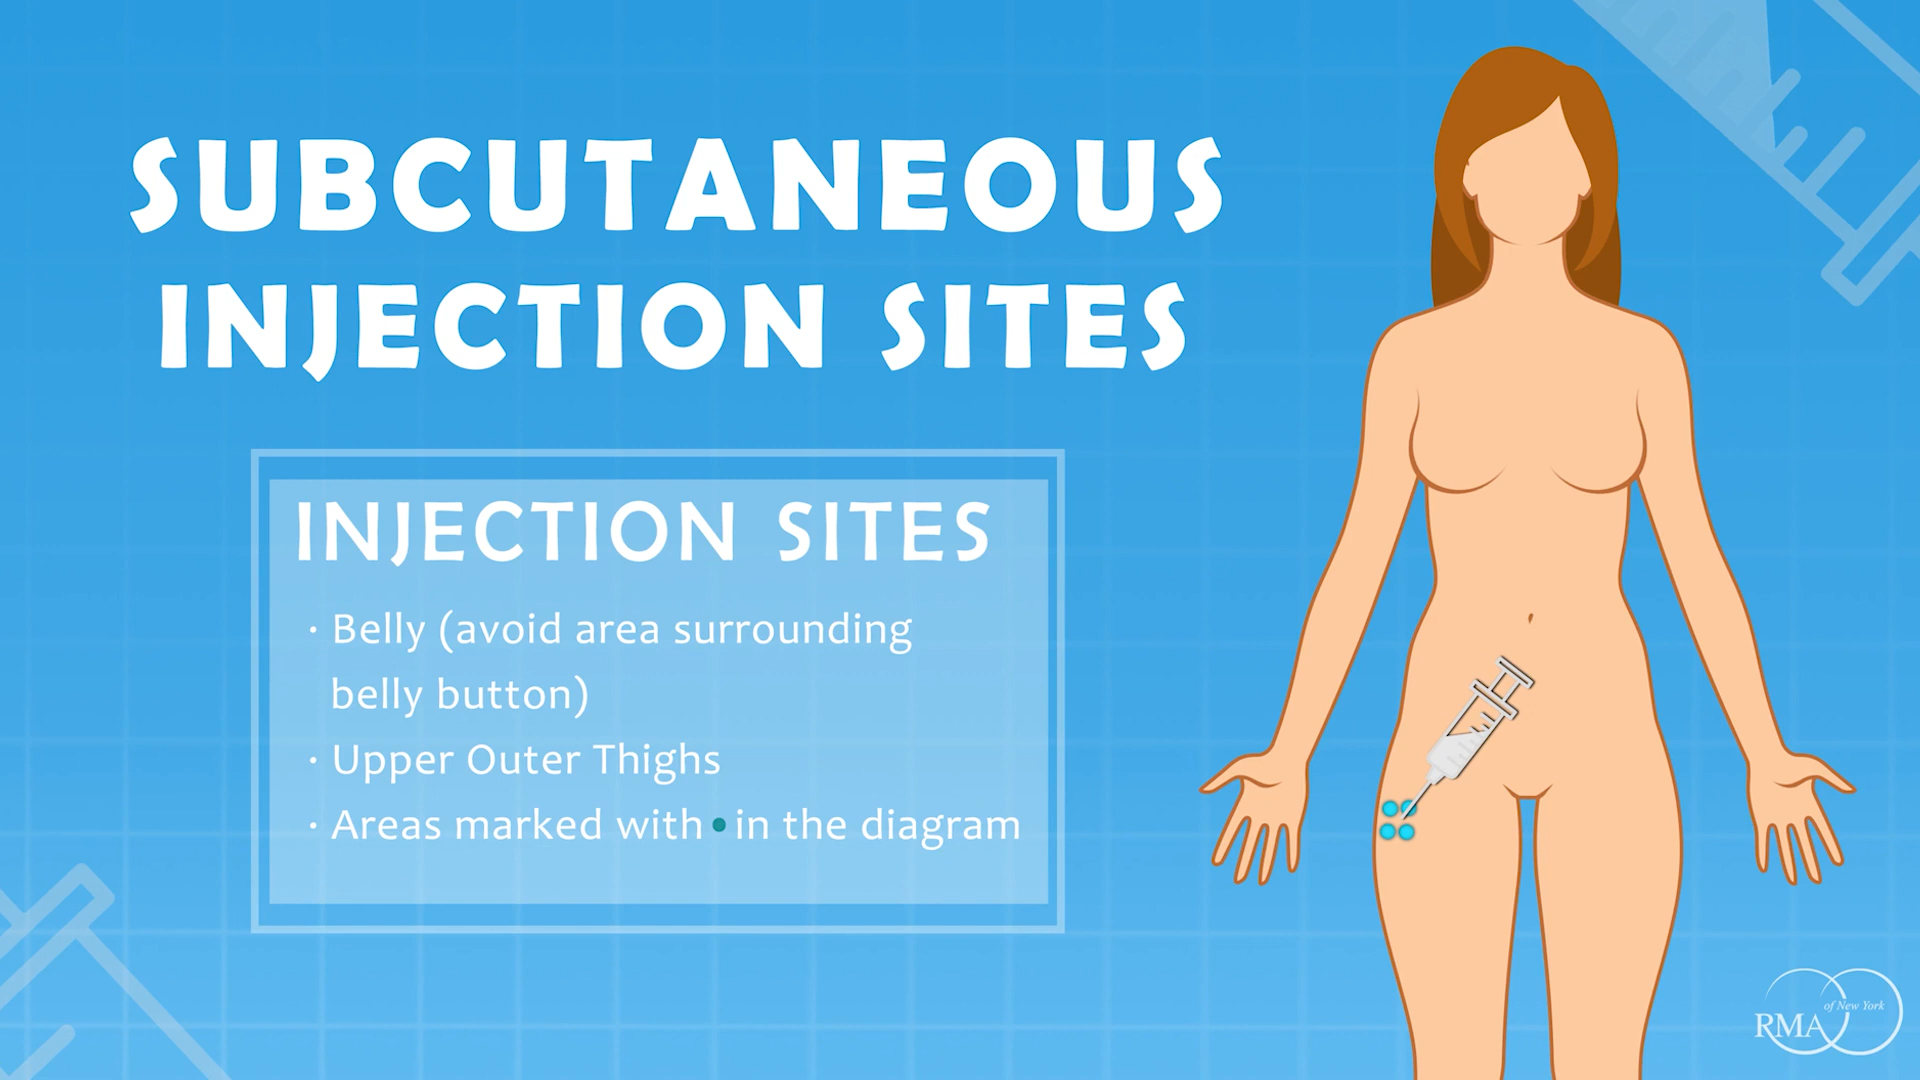 SUBCUTANEOUS
INJECTION SITES
INJECTION SITES
· Belly (avoid area surrounding
belly button)
· Upper Outer Thighs
· Areas marked with • in the diagram
of New York
RMA